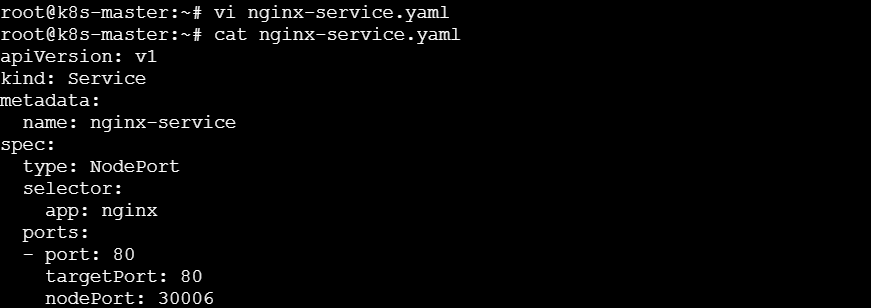 root@k8s-master:~# vi nginx-service.yaml
root@k8s-master:~# cat nginx-service.yaml
apiVersion: v1
kind: Service
metadata:
  name: nginx-service
spec:
  type: NodePort
  selector:
    app: nginx
  ports:
  - port: 80
    targetPort: 80
    nodePort: 30006